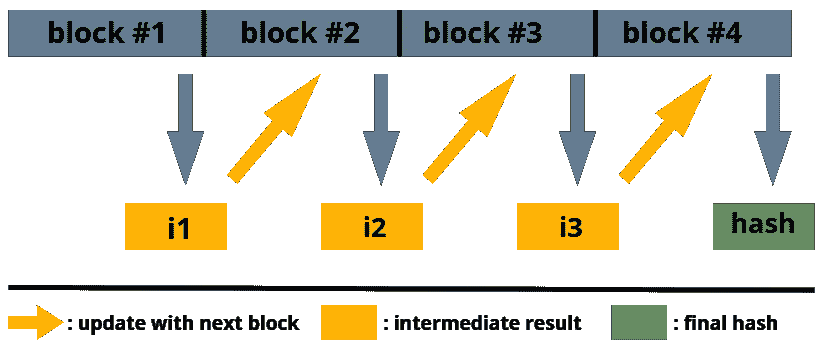 block #1 block #2 block #3 block #4
i1 i2 i3 hash
: update with next block : intermediate result : final hash